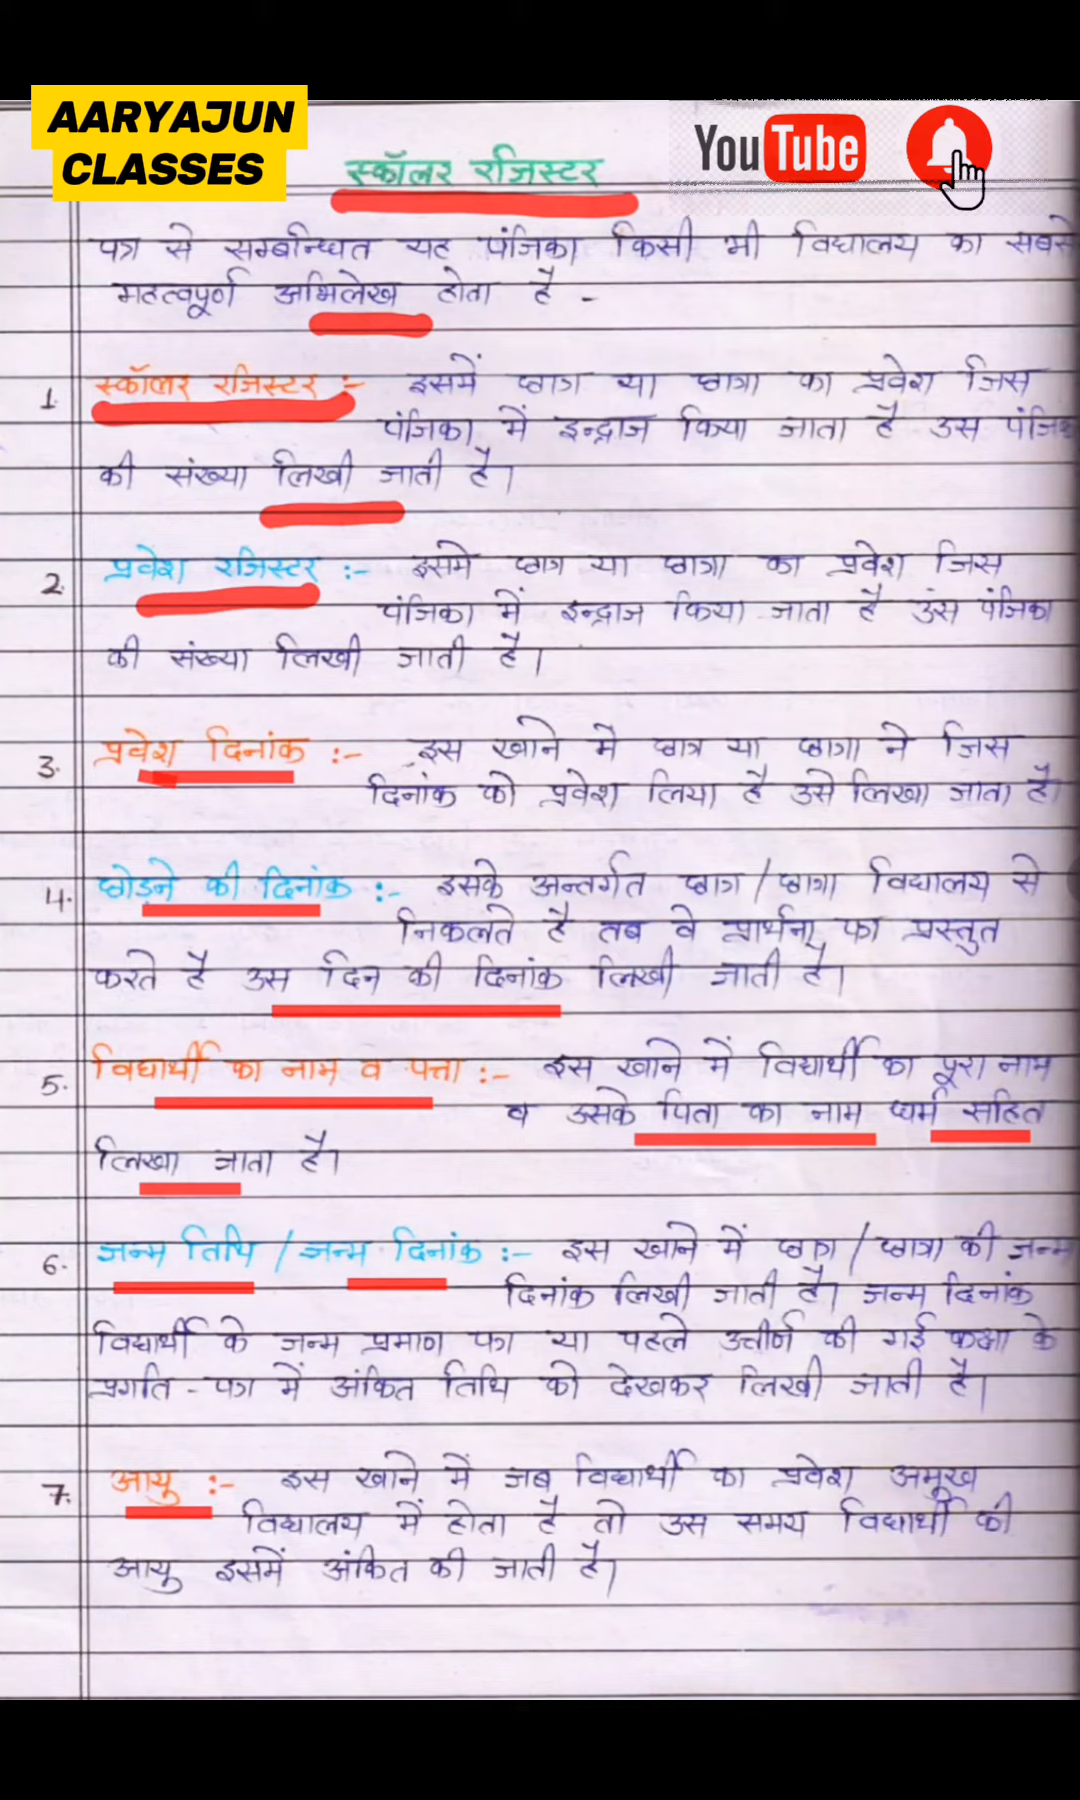 AARYAJUN
CLASSES
YouTube
स्कॉलर रजिस्टर
पत्र से सम्बन्धित यह पंजिका किसी भी विद्यालय का सबसे
महत्वपूर्ण अभिलेख होता है -
1. स्कॉलर रजिस्टर :- इसमें छात्र या छात्रा का प्रवेश जिस
पंजिका में इन्द्राज किया जाता है उस पंजिका
की संख्या लिखी जाती है।
2. प्रवेश रजिस्टर :- इसमे छात्र या छात्रा का प्रवेश जिस
पंजिका में इन्द्राज किया जाता है उस पंजिका
की संख्या लिखी जाती है।
3. प्रवेश दिनांक :- इस खाने मे छात्र या छात्रा ने जिस
दिनांक को प्रवेश लिया है उसे लिखा जाता है
4. छोड़ने की दिनांक :- इसके अन्तर्गत छात्र / छात्रा विद्यालय से
निकलते है तब वे प्रार्थना पत्र प्रस्तुत
करते है उस दिन की दिनांक लिखी जाती है।
5. विद्यार्थी का नाम व पत्ता :- इस खाने में विद्यार्थी का पूरा नाम
व उसके पिता का नाम धर्म सहित
लिखा जाता है।
6. जन्म तिथि / जन्म दिनांक :- इस खाने में छात्र / छात्रा की जन्म
दिनांक लिखी जाती है। जन्म दिनांक
विद्यार्थी के जन्म प्रमाण पत्र या पहले उत्तीर्ण की गई कक्षा के
प्रगति - पत्र में अंकित तिथि को देखकर लिखी जाती है।
7. आयु :- इस खाने में जब विद्यार्थी का प्रवेश अमूख
विद्यालय में होता है तो उस समय विद्यार्थी की
आयु इसमें अंकित की जाती है।